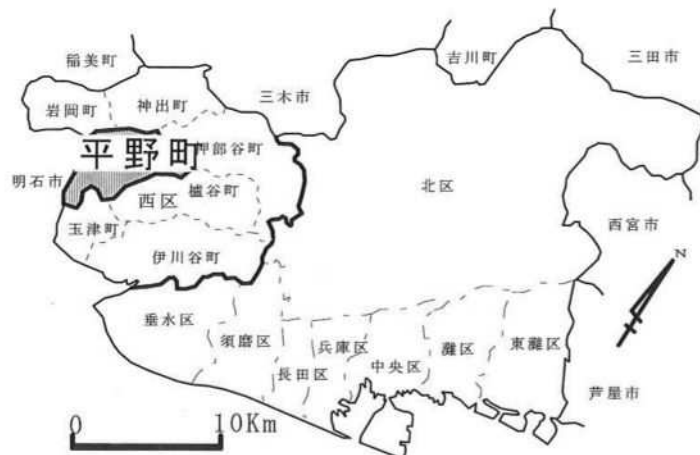 稲美町
吉川町
三田市
岩岡町
神出町
三木市
平野町
押部谷町
明石市
西区
櫨谷町
北区
玉津町
西宮市
伊川谷町
N
垂水区
須磨区
兵庫区
灘区
東灘区
長田区
中央区
芦屋市
0 10Km